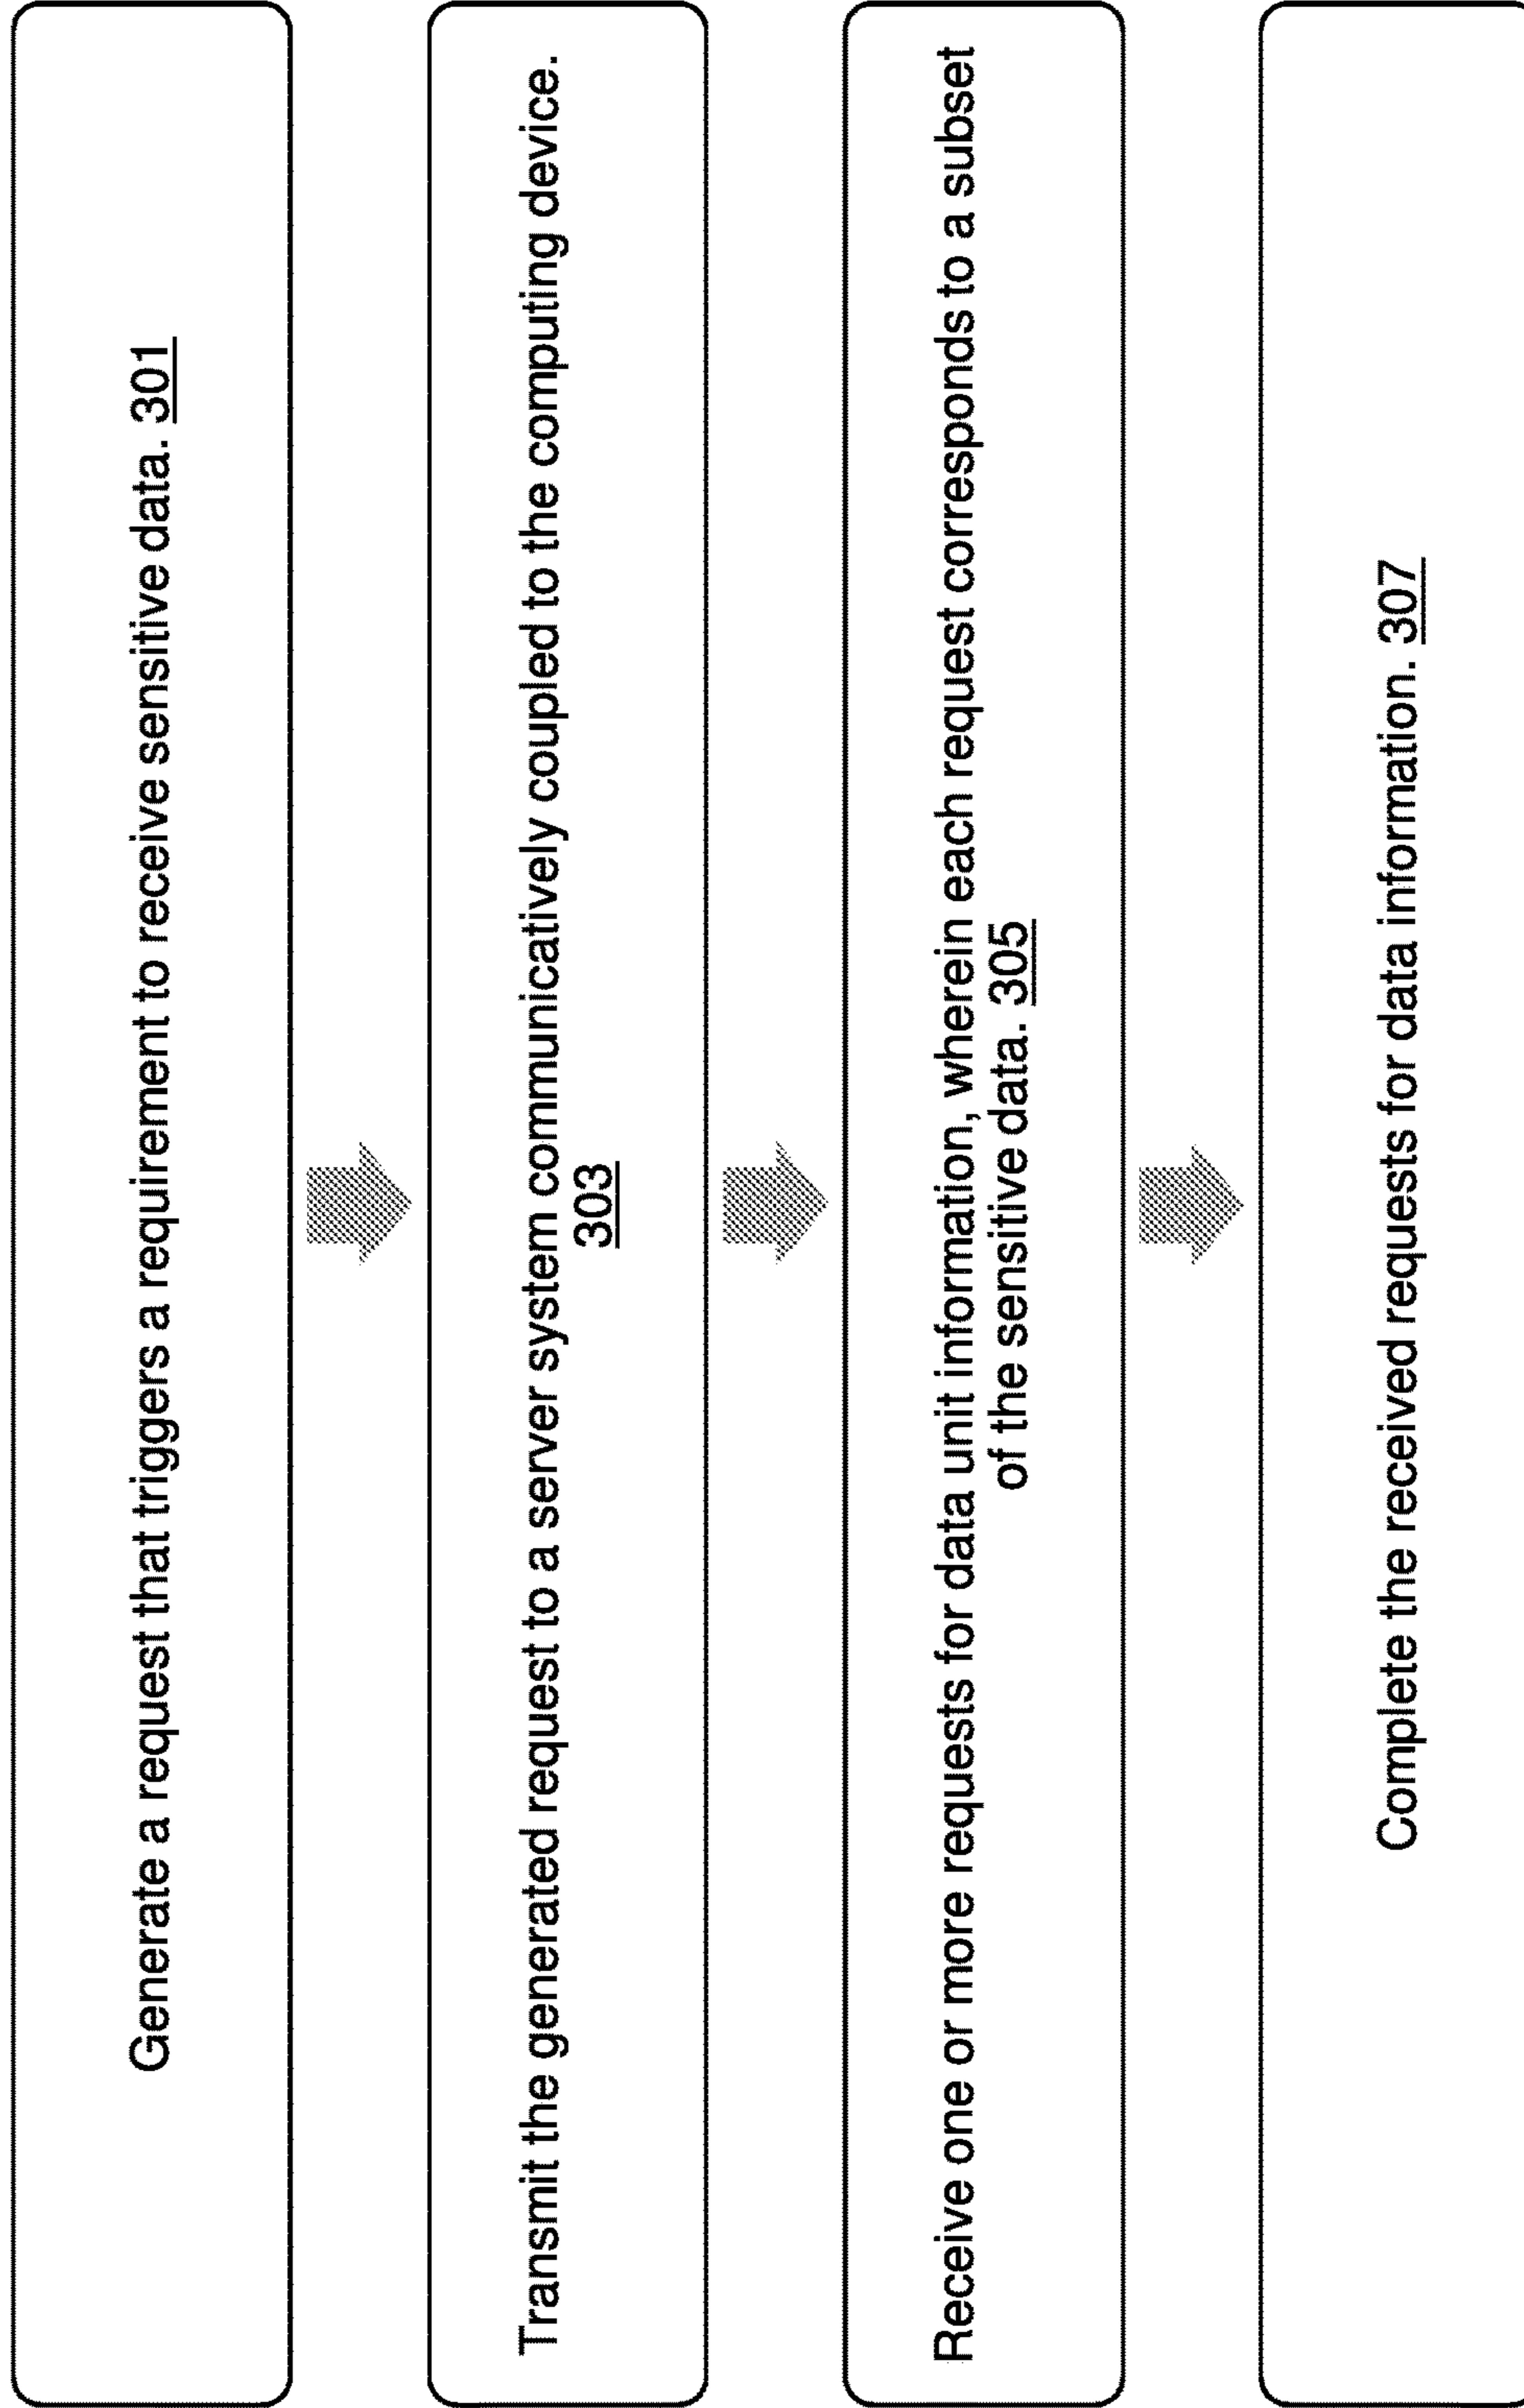 Generate a request that triggers a requirement to receive sensitive data. 301
Transmit the generated request to a server system communicatively coupled to the computing device.
303
Receive one or more requests for data unit information, wherein each request corresponds to a subset
of the sensitive data. 305
Complete the received requests for data information. 307